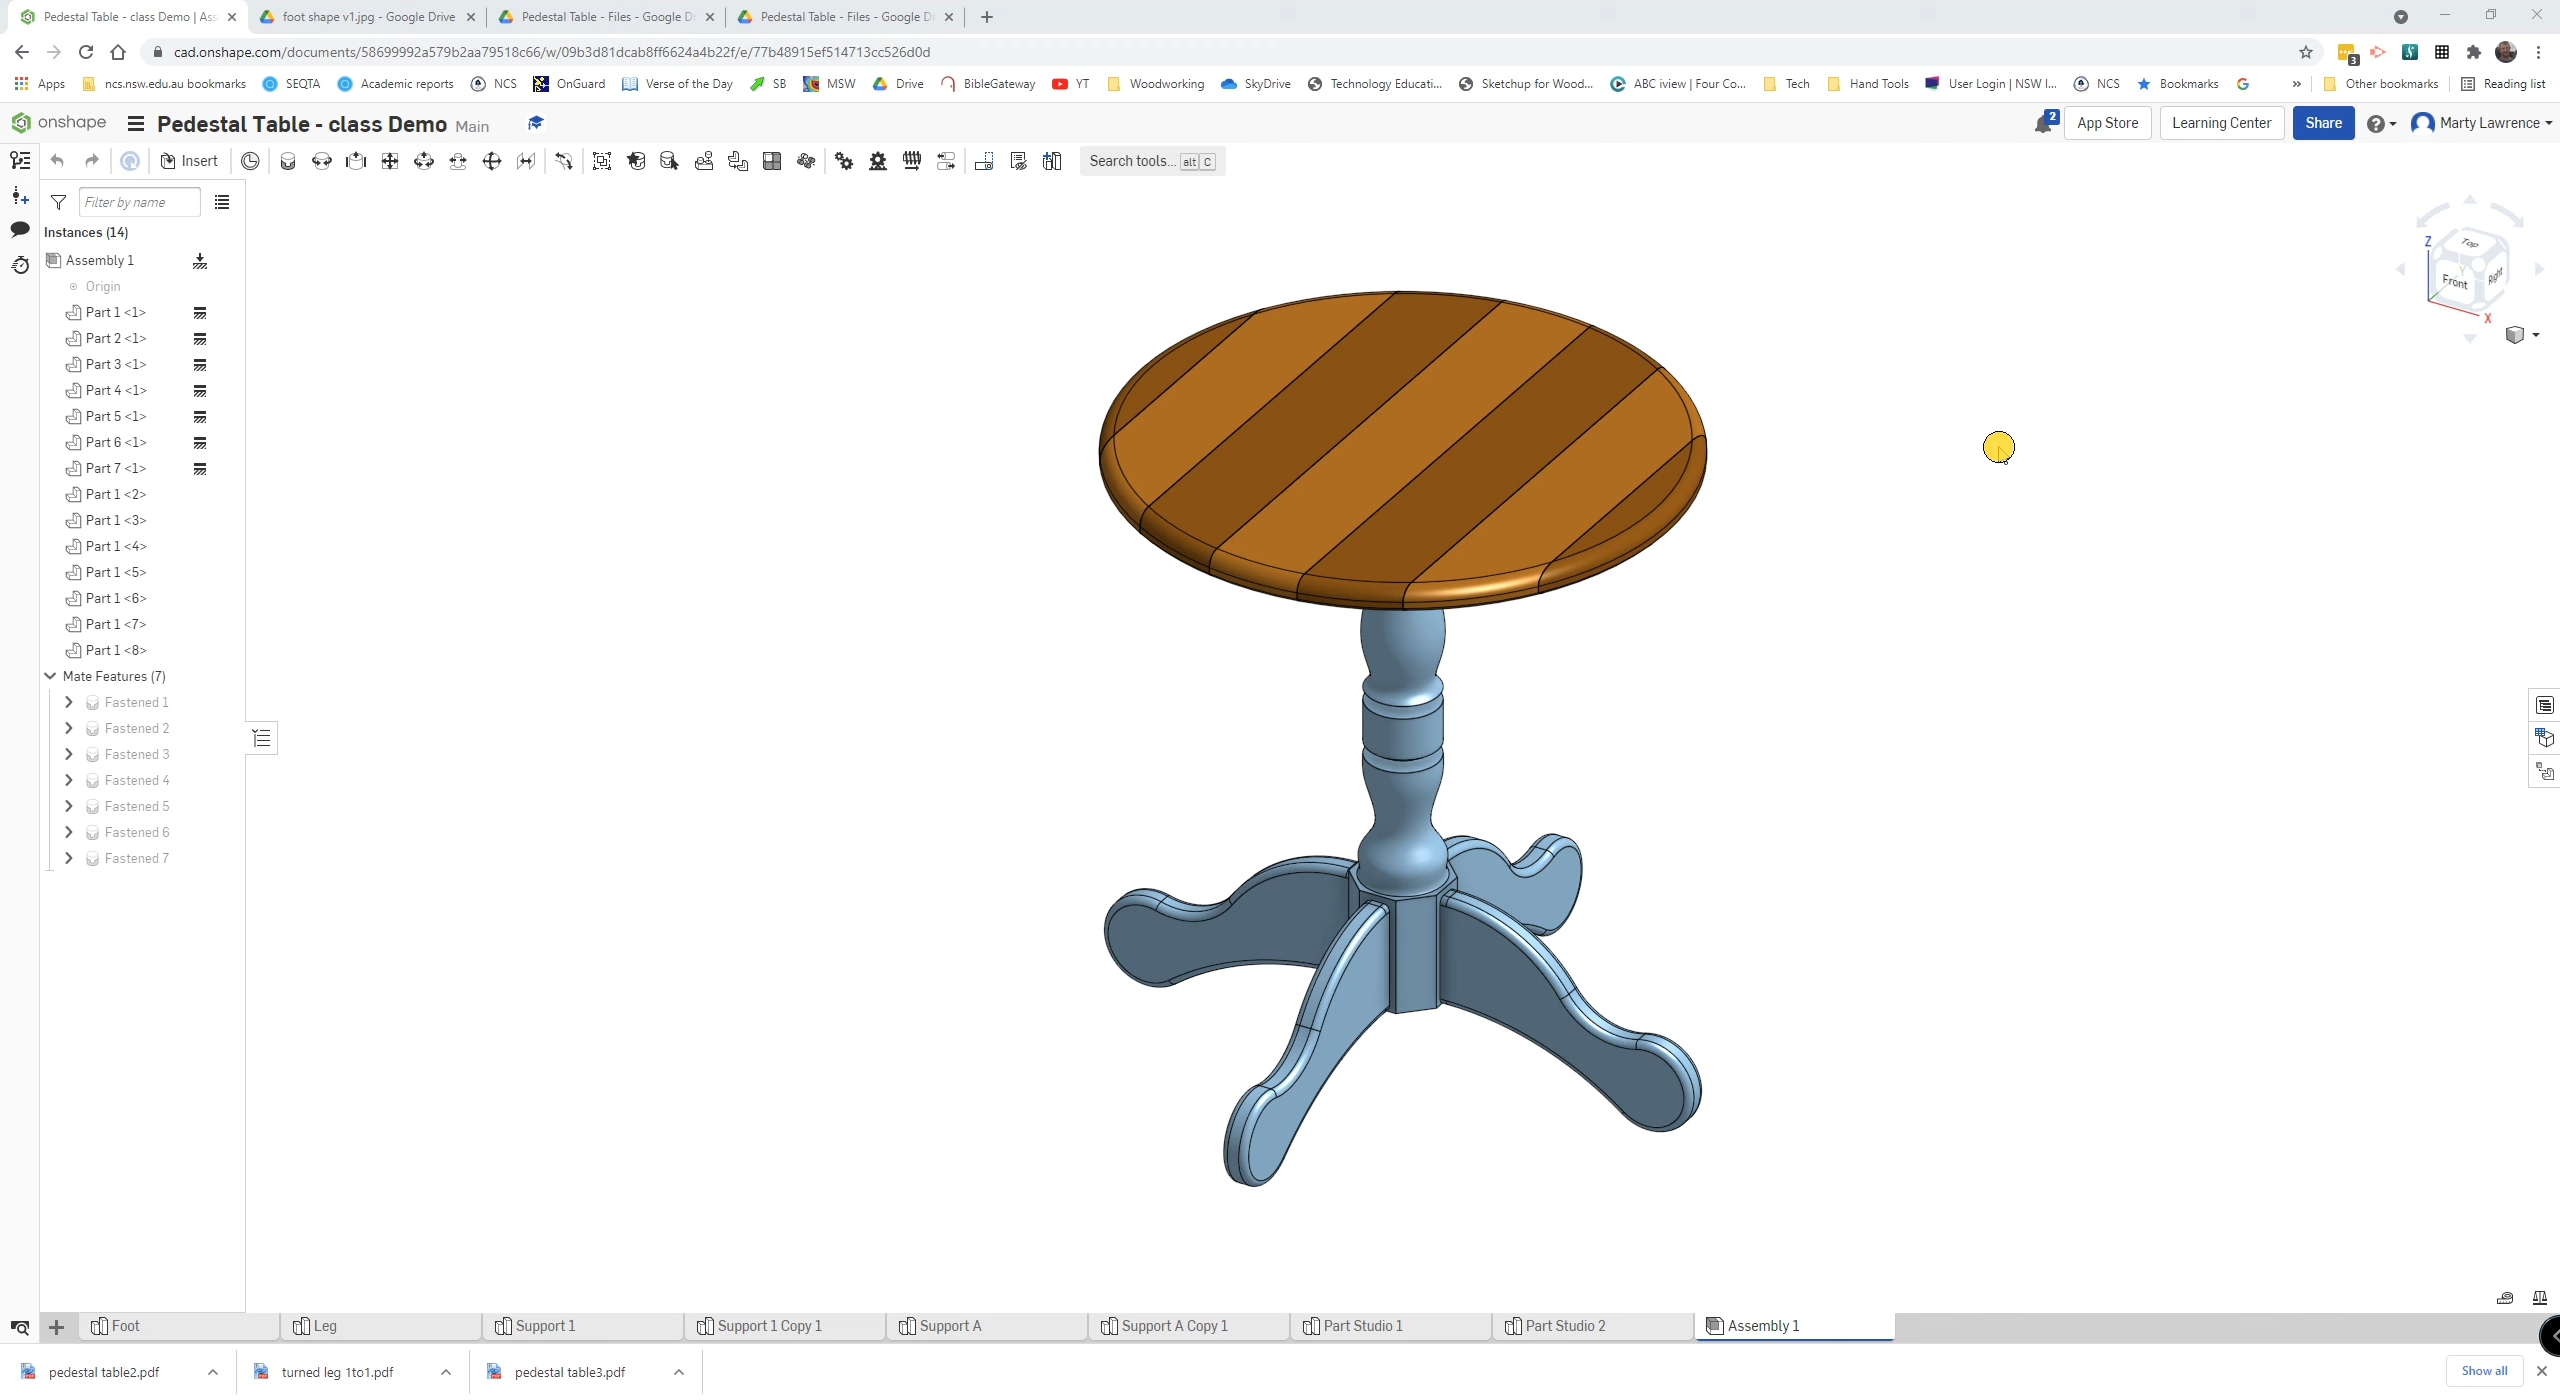 Pedestal Table - class Demo | Ass
foot shape v1.jpg - Google Drive
Pedestal Table - Files - Google D
Pedestal Table - Files - Google D
cad.onshape.com/documents/58699992a579b2aa79518c66/w/09b3d81dcab8ff6624a4b22f/e/77b48915ef514713cc526d0d
3
Apps ncs.nsw.edu.au bookmarks SEQTA Academic reports NCS OnGuard Verse of the Day SB MSW Drive BibleGateway YT Woodworking SkyDrive Technology Educati... Sketchup for Wood... ABC iview | Four Co... Tech Hand Tools User Login | NSW I... NCS Bookmarks » Other bookmarks Reading list
onshape Pedestal Table - class Demo Main 2 App Store Learning Center Share Marty Lawrence
Insert Search tools... alt C
Filter by name
Instances (14)
Assembly 1
Origin
Part 1 <1>
Part 2 <1>
Part 3 <1>
Part 4 <1>
Part 5 <1>
Part 6 <1>
Part 7 <1>
Part 1 <2>
Part 1 <3>
Part 1 <4>
Part 1 <5>
Part 1 <6>
Part 1 <7>
Part 1 <8>
Mate Features (7)
Fastened 1
Fastened 2
Fastened 3
Fastened 4
Fastened 5
Fastened 6
Fastened 7
Z
Top
Y
Front
Right
X
Foot Leg Support 1 Support 1 Copy 1 Support A Support A Copy 1 Part Studio 1 Part Studio 2 Assembly 1
pedestal table2.pdf turned leg 1to1.pdf pedestal table3.pdf Show all